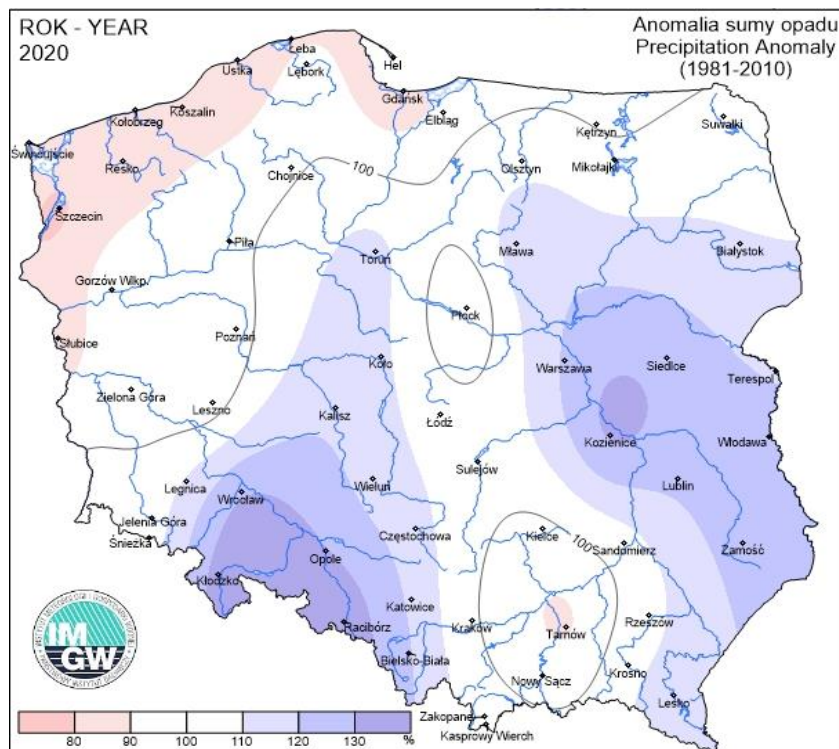 ROK - YEAR
2020
Anomalia sumy opadu
Precipitation Anomaly
(1981-2010)
Łeba
Ustka
Lębork
Hel
Gdańsk
Koszalin
Kołobrzeg
Elbląg
Kętrzyn
Suwałki
Świnoujście
Resko
Chojnice
100
Olsztyn
Mikołajki
Szczecin
Piła
Toruń
Mława
Białystok
Gorzów Wlkp.
Płock
Słubice
Poznań
Koło
Warszawa
Siedlce
Terespol
Zielona Góra
Leszno
Kalisz
Łódź
Kozienice
Włodawa
Sulejów
Legnica
Wrocław
Wieluń
Lublin
Jelenia Góra
Śnieżka
Częstochowa
Kielce
100
Sandomierz
Zamość
Opole
Kłodzko
Katowice
Racibórz
Kraków
Tarnów
Rzeszów
Bielsko-Biała
Nowy Sącz
Krosno
Lesko
Zakopane
Kasprowy Wierch
IM
GW
80 90 100 110 120 130 %